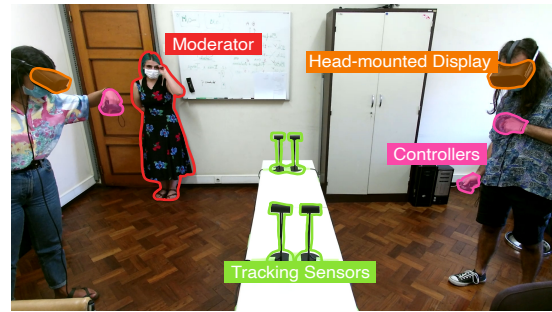 Moderator
Head-mounted Display
Controllers
Tracking Sensors